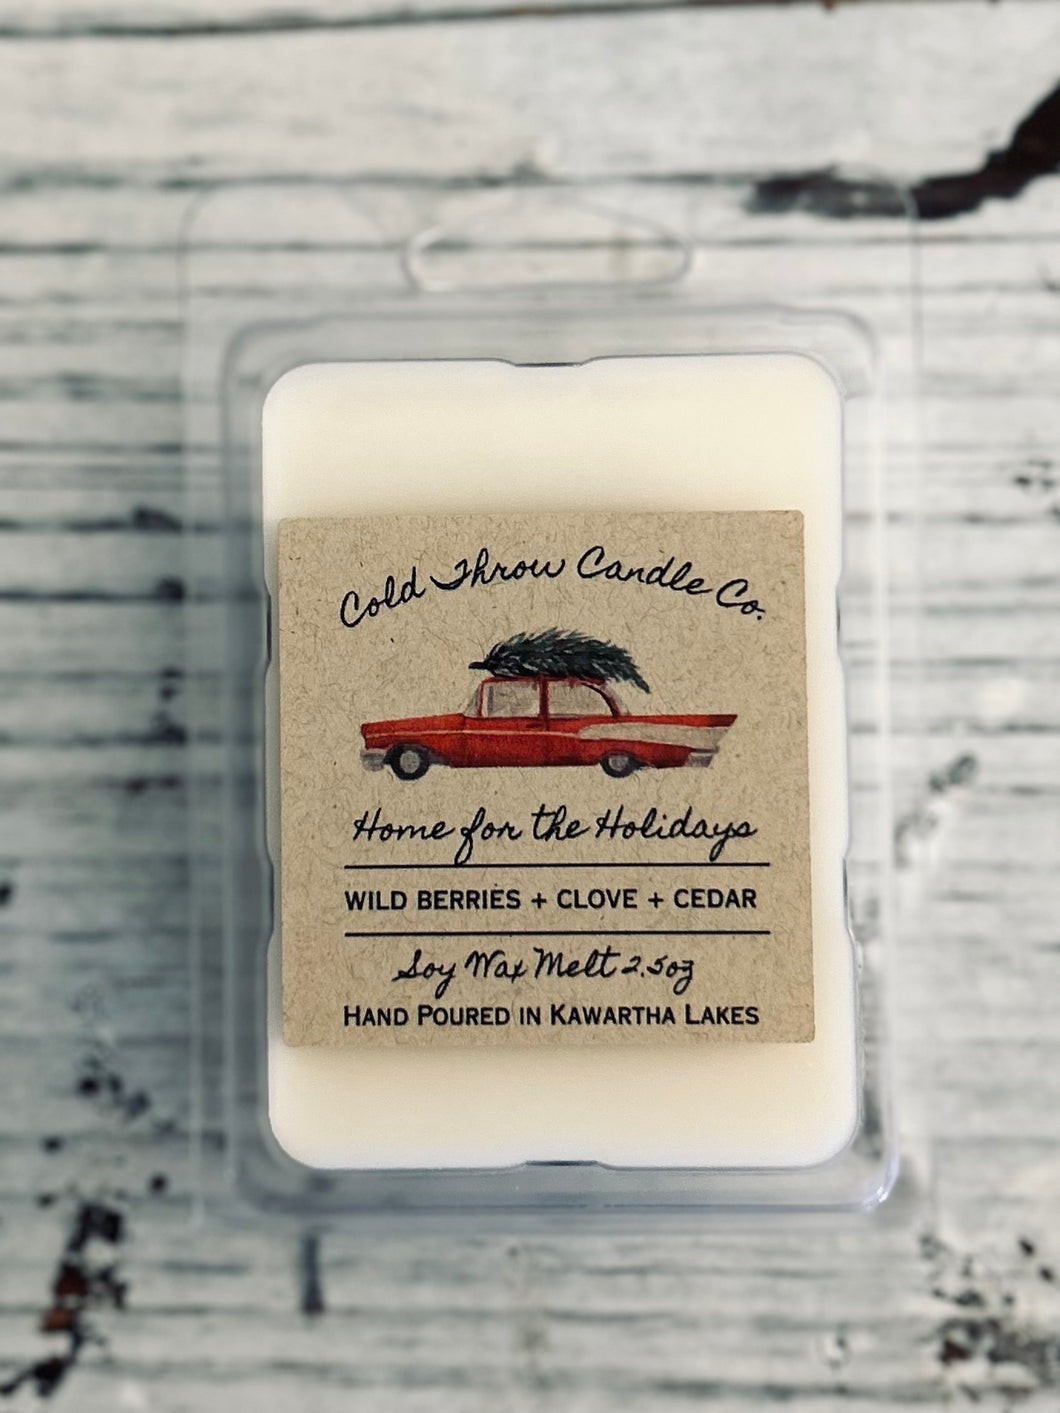 Cold Throw Candle Co.
Home for the Holidays
WILD BERRIES + CLOVE + CEDAR
Soy Wax Melt 2.5oz
HAND POURED IN KAWARTHA LAKES